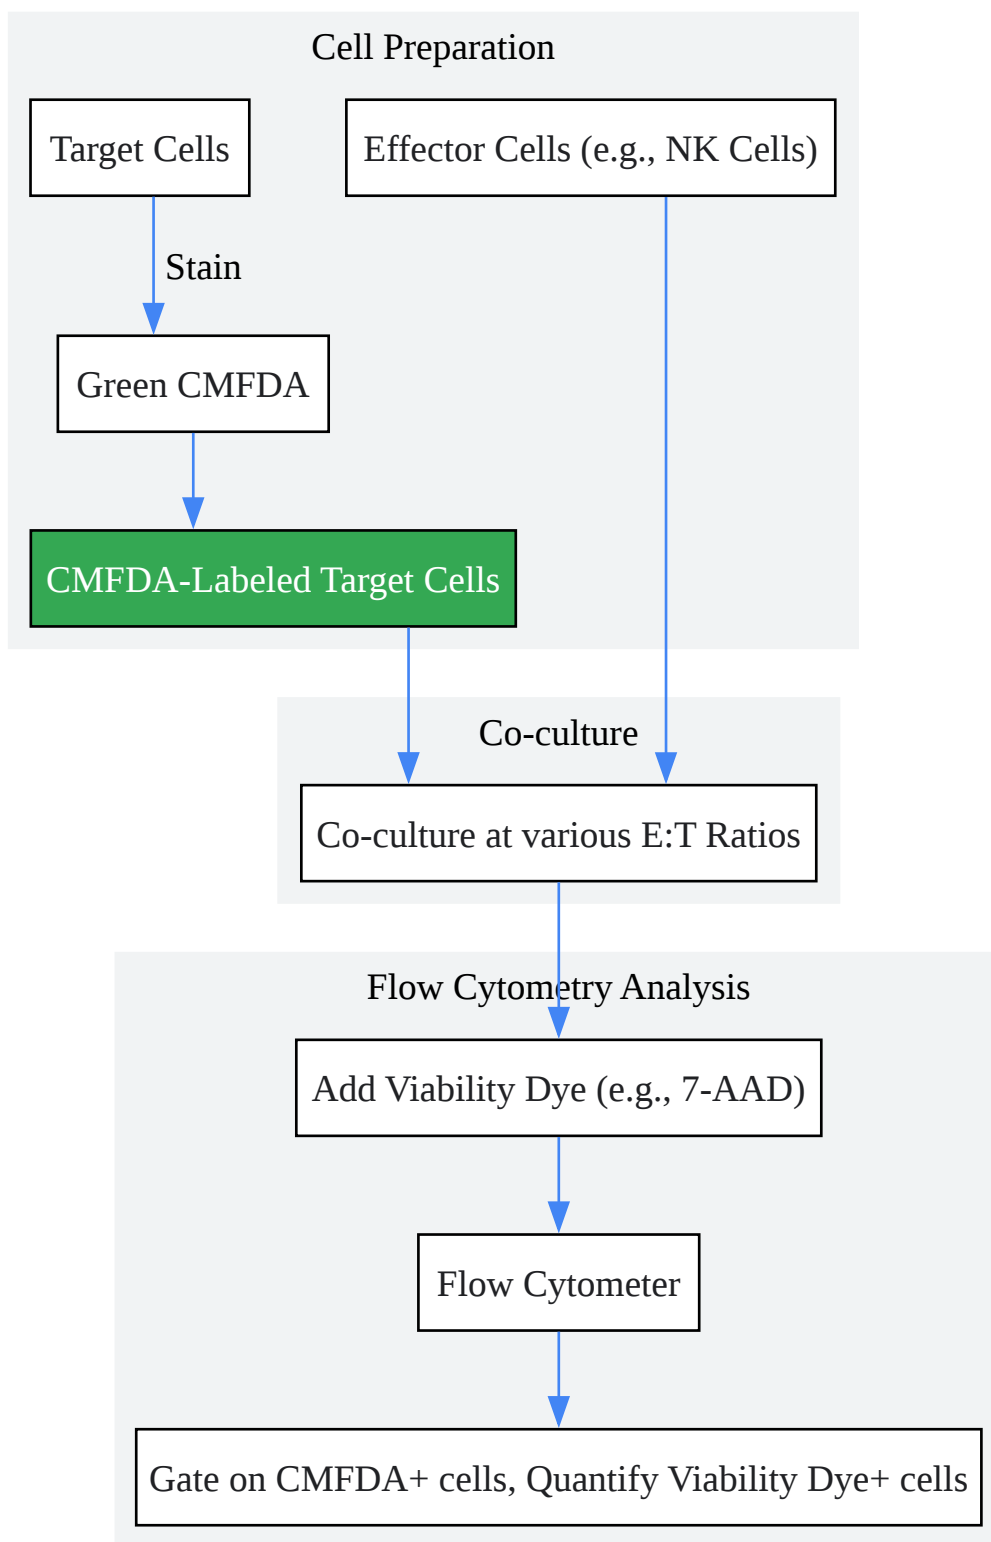 Cell Preparation
Target Cells
Effector Cells (e.g., NK Cells)
Stain
Green CMFDA
CMFDA-Labeled Target Cells
Co-culture
Co-culture at various E:T Ratios
Flow Cytometry Analysis
Add Viability Dye (e.g., 7-AAD)
Flow Cytometer
Gate on CMFDA+ cells, Quantify Viability Dye+ cells